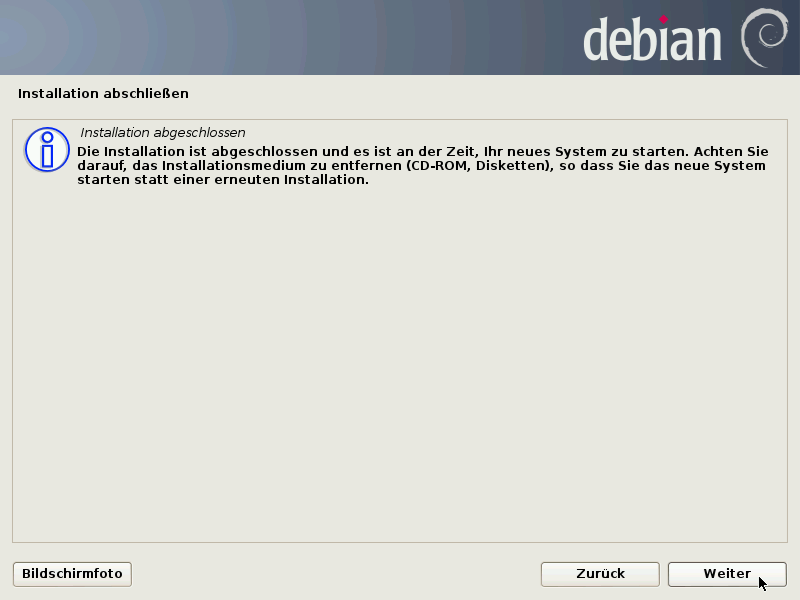 debian
Installation abschließen
Installation abgeschlossen
Die Installation ist abgeschlossen und es ist an der Zeit, Ihr neues System zu starten. Achten Sie
darauf, das Installationsmedium zu entfernen (CD-ROM, Disketten), so dass Sie das neue System
starten statt einer erneuten Installation.
Bildschirmfoto
Zurück
Weiter